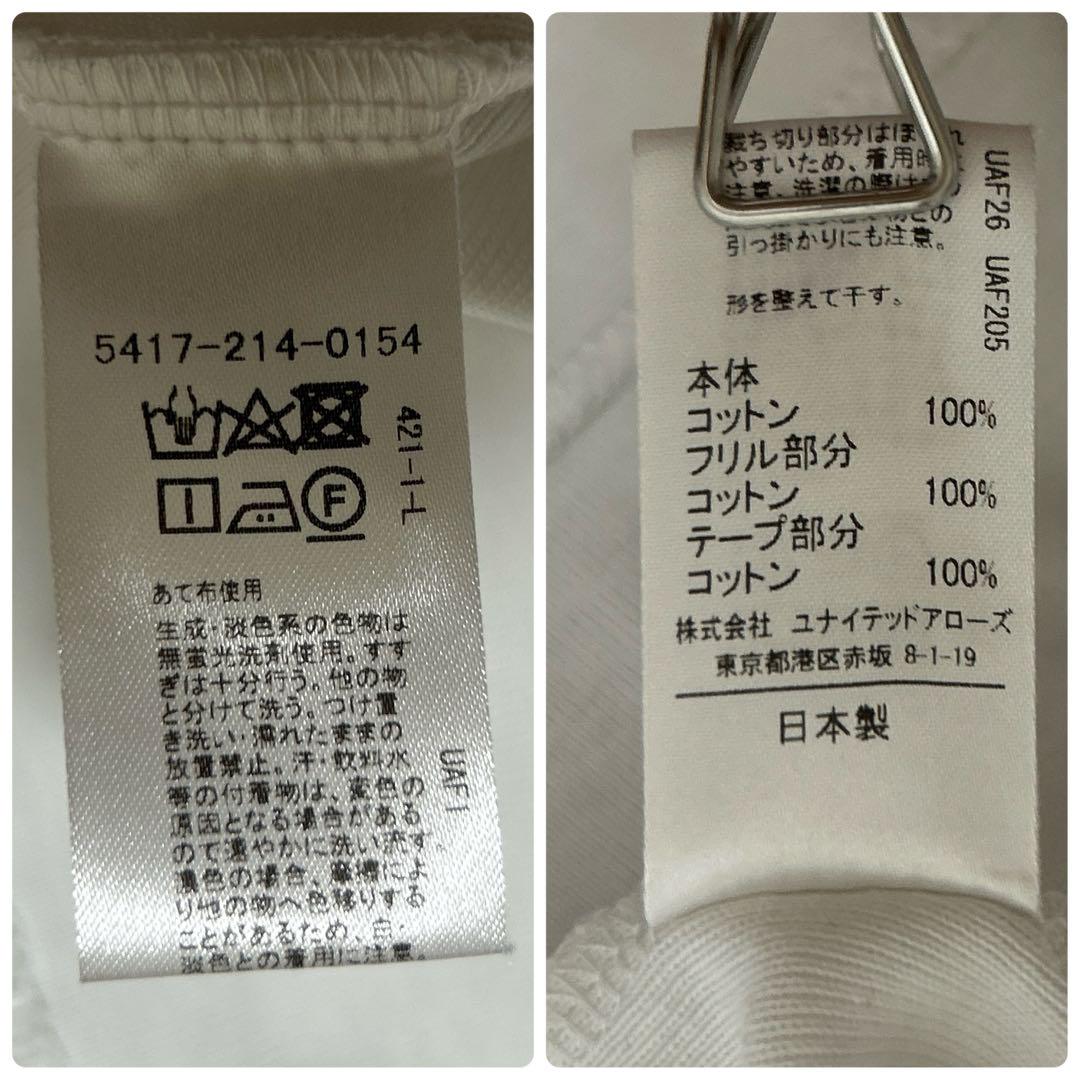 5417-214-0154
421-1-L
F
あて布使用
生成・淡色系の色物は
無蛍光洗剤使用。すす
ぎは十分行う。他の物
と分けて洗う。つけ置
き洗い・濡れたままの
放置禁止。汗・飲料水
等の付着物は、変色の
原因となる場合がある
ので速やかに洗い流す。
濃色の場合、摩擦によ
り他の物へ色移りする
ことがあるため、白・
淡色との着用に注意。
UAF1
裁ち切り部分はほ
やすいため、着用時
注意。洗濯の際は
引っ掛かりにも注意。
形を整えて干す。
UAF26 UAF205
本体
コットン 100%
フリル部分
コットン 100%
テープ部分
コットン 100%
株式会社 ユナイテッドアローズ
東京都港区赤坂 8-1-19
日本製